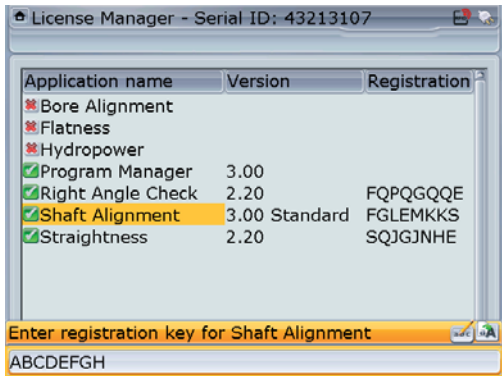 License Manager - Serial ID: 43213107
Application name Version Registration
Bore Alignment
Flatness
Hydropower
Program Manager 3.00
Right Angle Check 2.20 FQPQGQQE
Shaft Alignment 3.00 Standard FGLEMKKS
Straightness 2.20 SQJGJNHE
Enter registration key for Shaft Alignment
ABCDEFGH